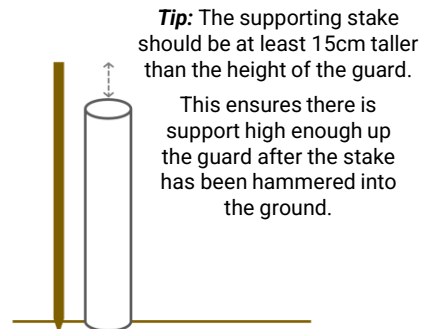 Tip: The supporting stake
should be at least 15cm taller
than the height of the guard.
This ensures there is
support high enough up
the guard after the stake
has been hammered into
the ground.